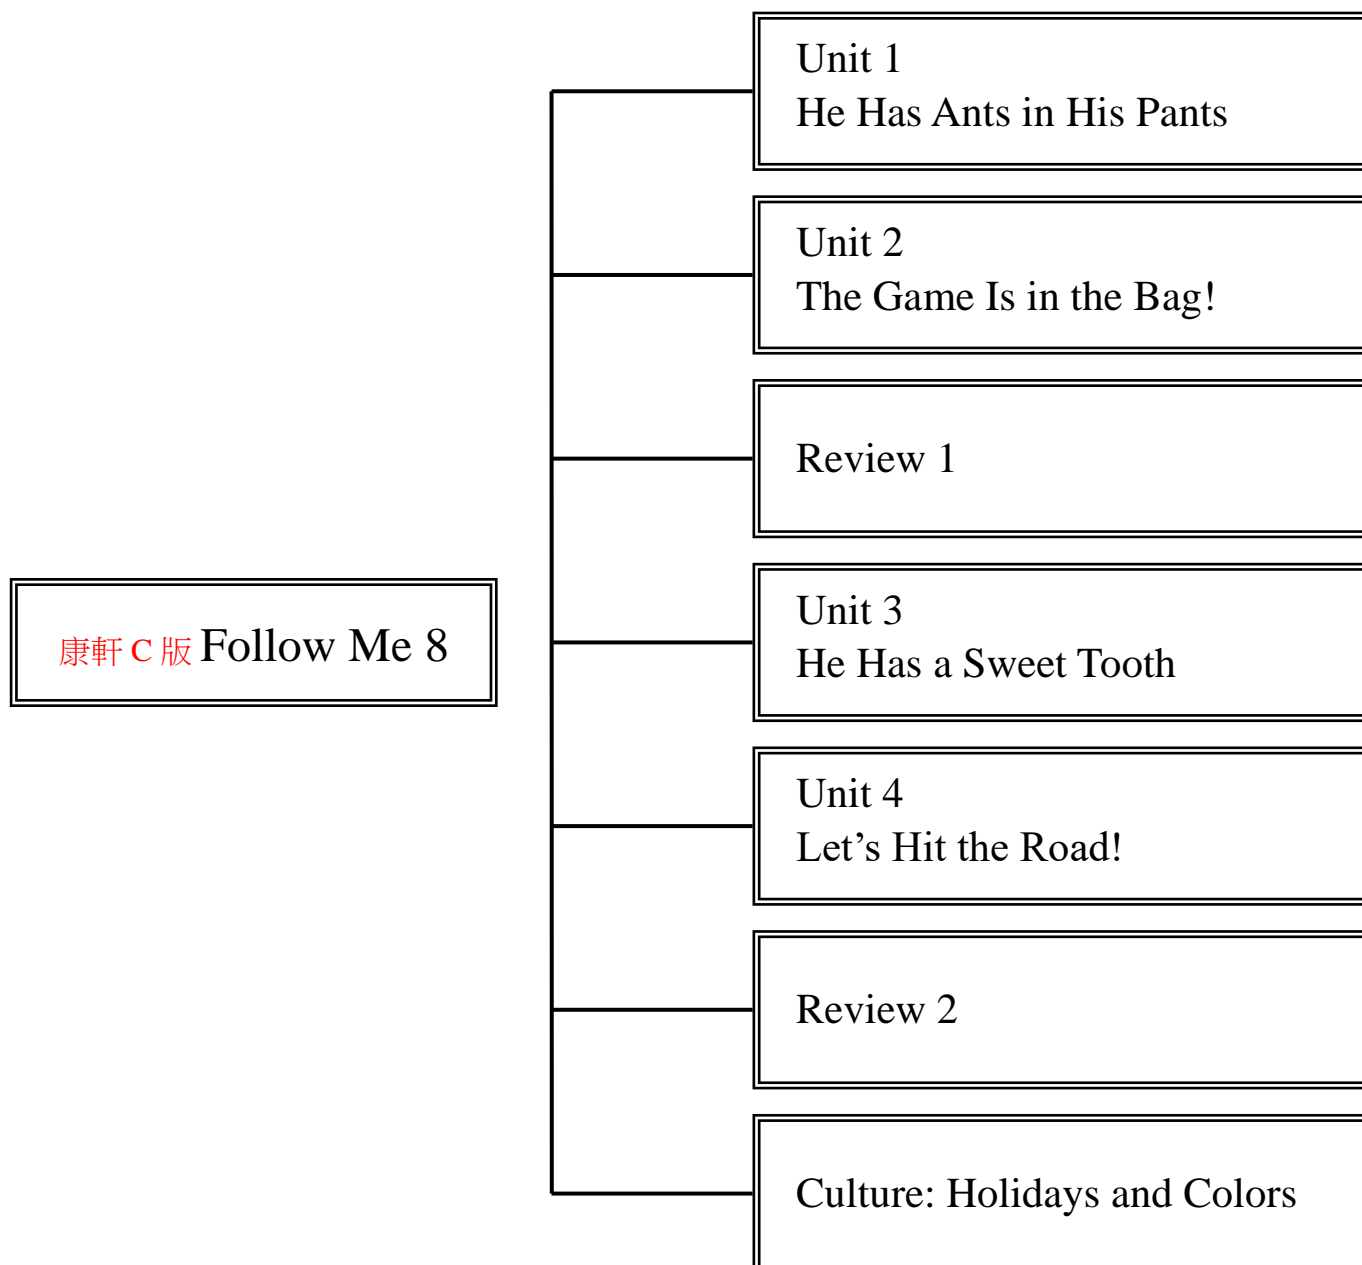 Unit 1
He Has Ants in His Pants
Unit 2
The Game Is in the Bag!
Review 1
康軒 C 版 Follow Me 8
Unit 3
He Has a Sweet Tooth
Unit 4
Let’s Hit the Road!
Review 2
Culture: Holidays and Colors